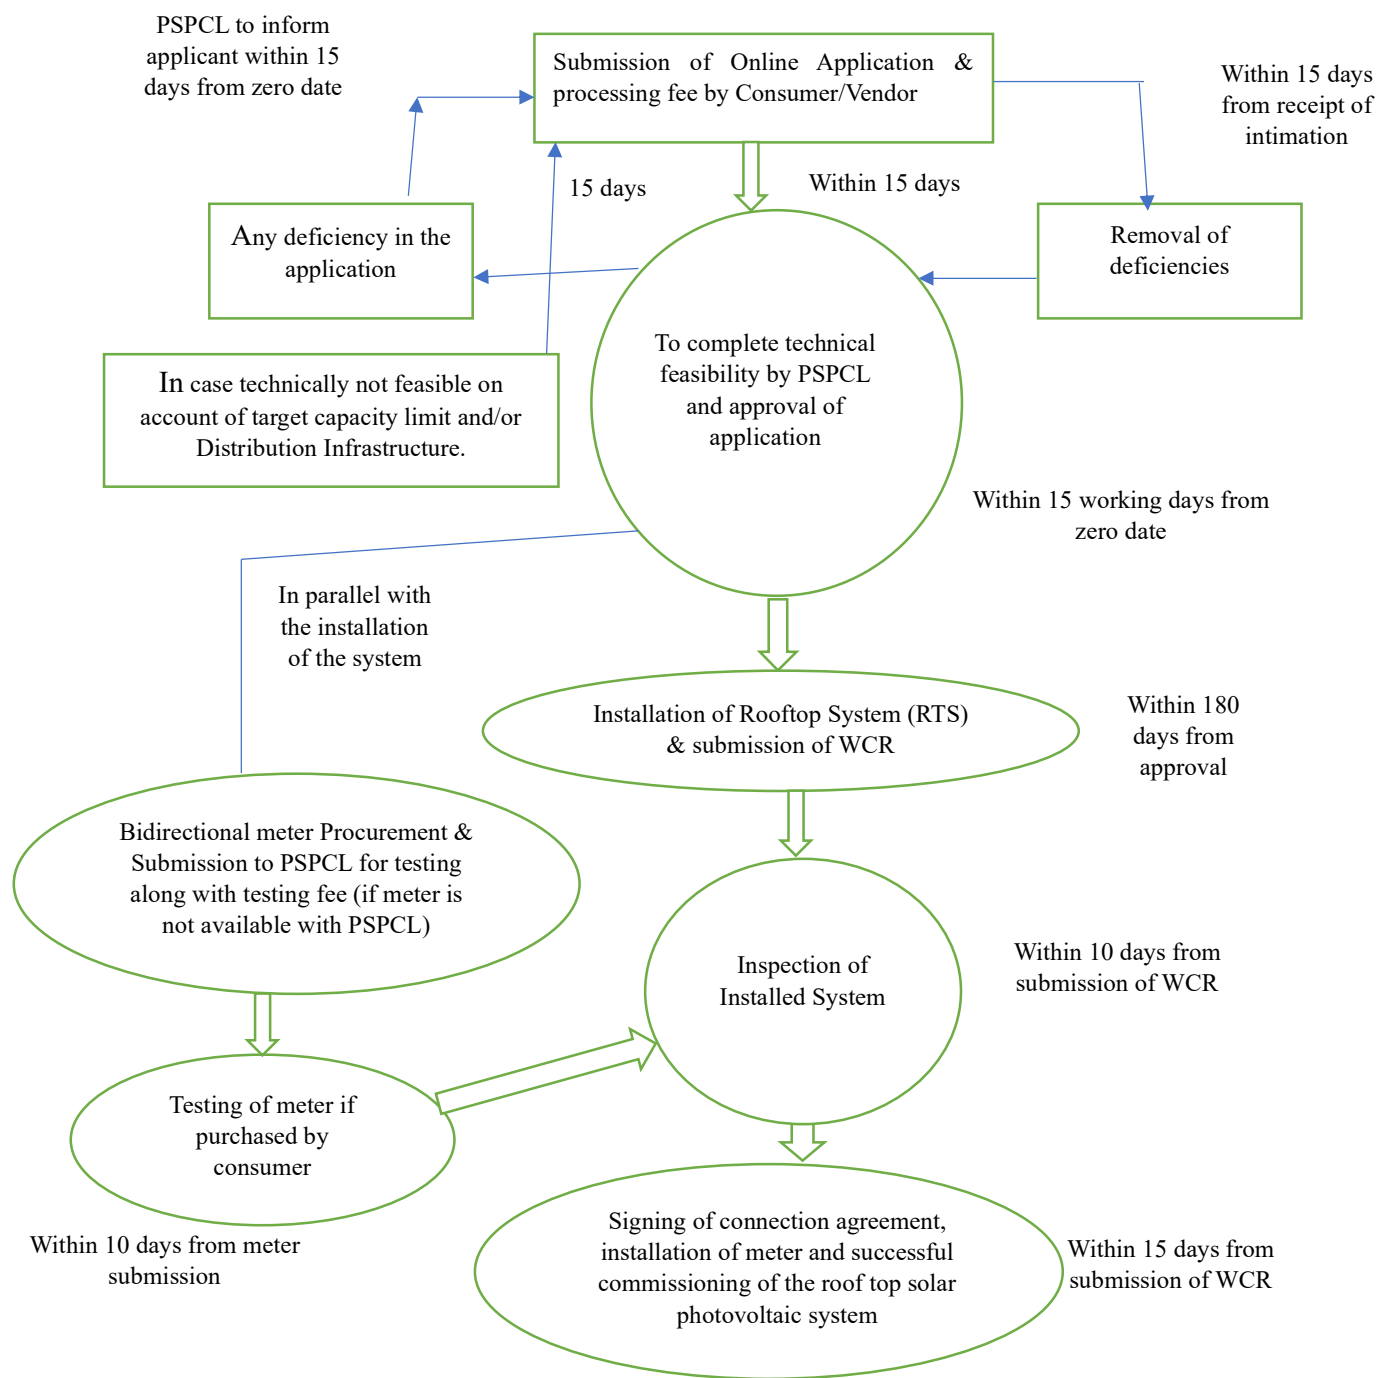 PSPCL to inform
applicant within 15
days from zero date
Submission of Online Application &
processing fee by Consumer/Vendor
Within 15 days
from receipt of
intimation
15 days
Within 15 days
Any deficiency in the
application
Removal of
deficiencies
To complete technical
feasibility by PSPCL
and approval of
application
In case technically not feasible on
account of target capacity limit and/or
Distribution Infrastructure.
Within 15 working days from
zero date
In parallel with
the installation
of the system
Installation of Rooftop System (RTS)
& submission of WCR
Within 180
days from
approval
Bidirectional meter Procurement &
Submission to PSPCL for testing
along with testing fee (if meter is
not available with PSPCL)
Inspection of
Installed System
Within 10 days from
submission of WCR
Testing of meter if
purchased by
consumer
Within 10 days from meter
submission
Signing of connection agreement,
installation of meter and successful
commissioning of the roof top solar
photovoltaic system
Within 15 days from
submission of WCR